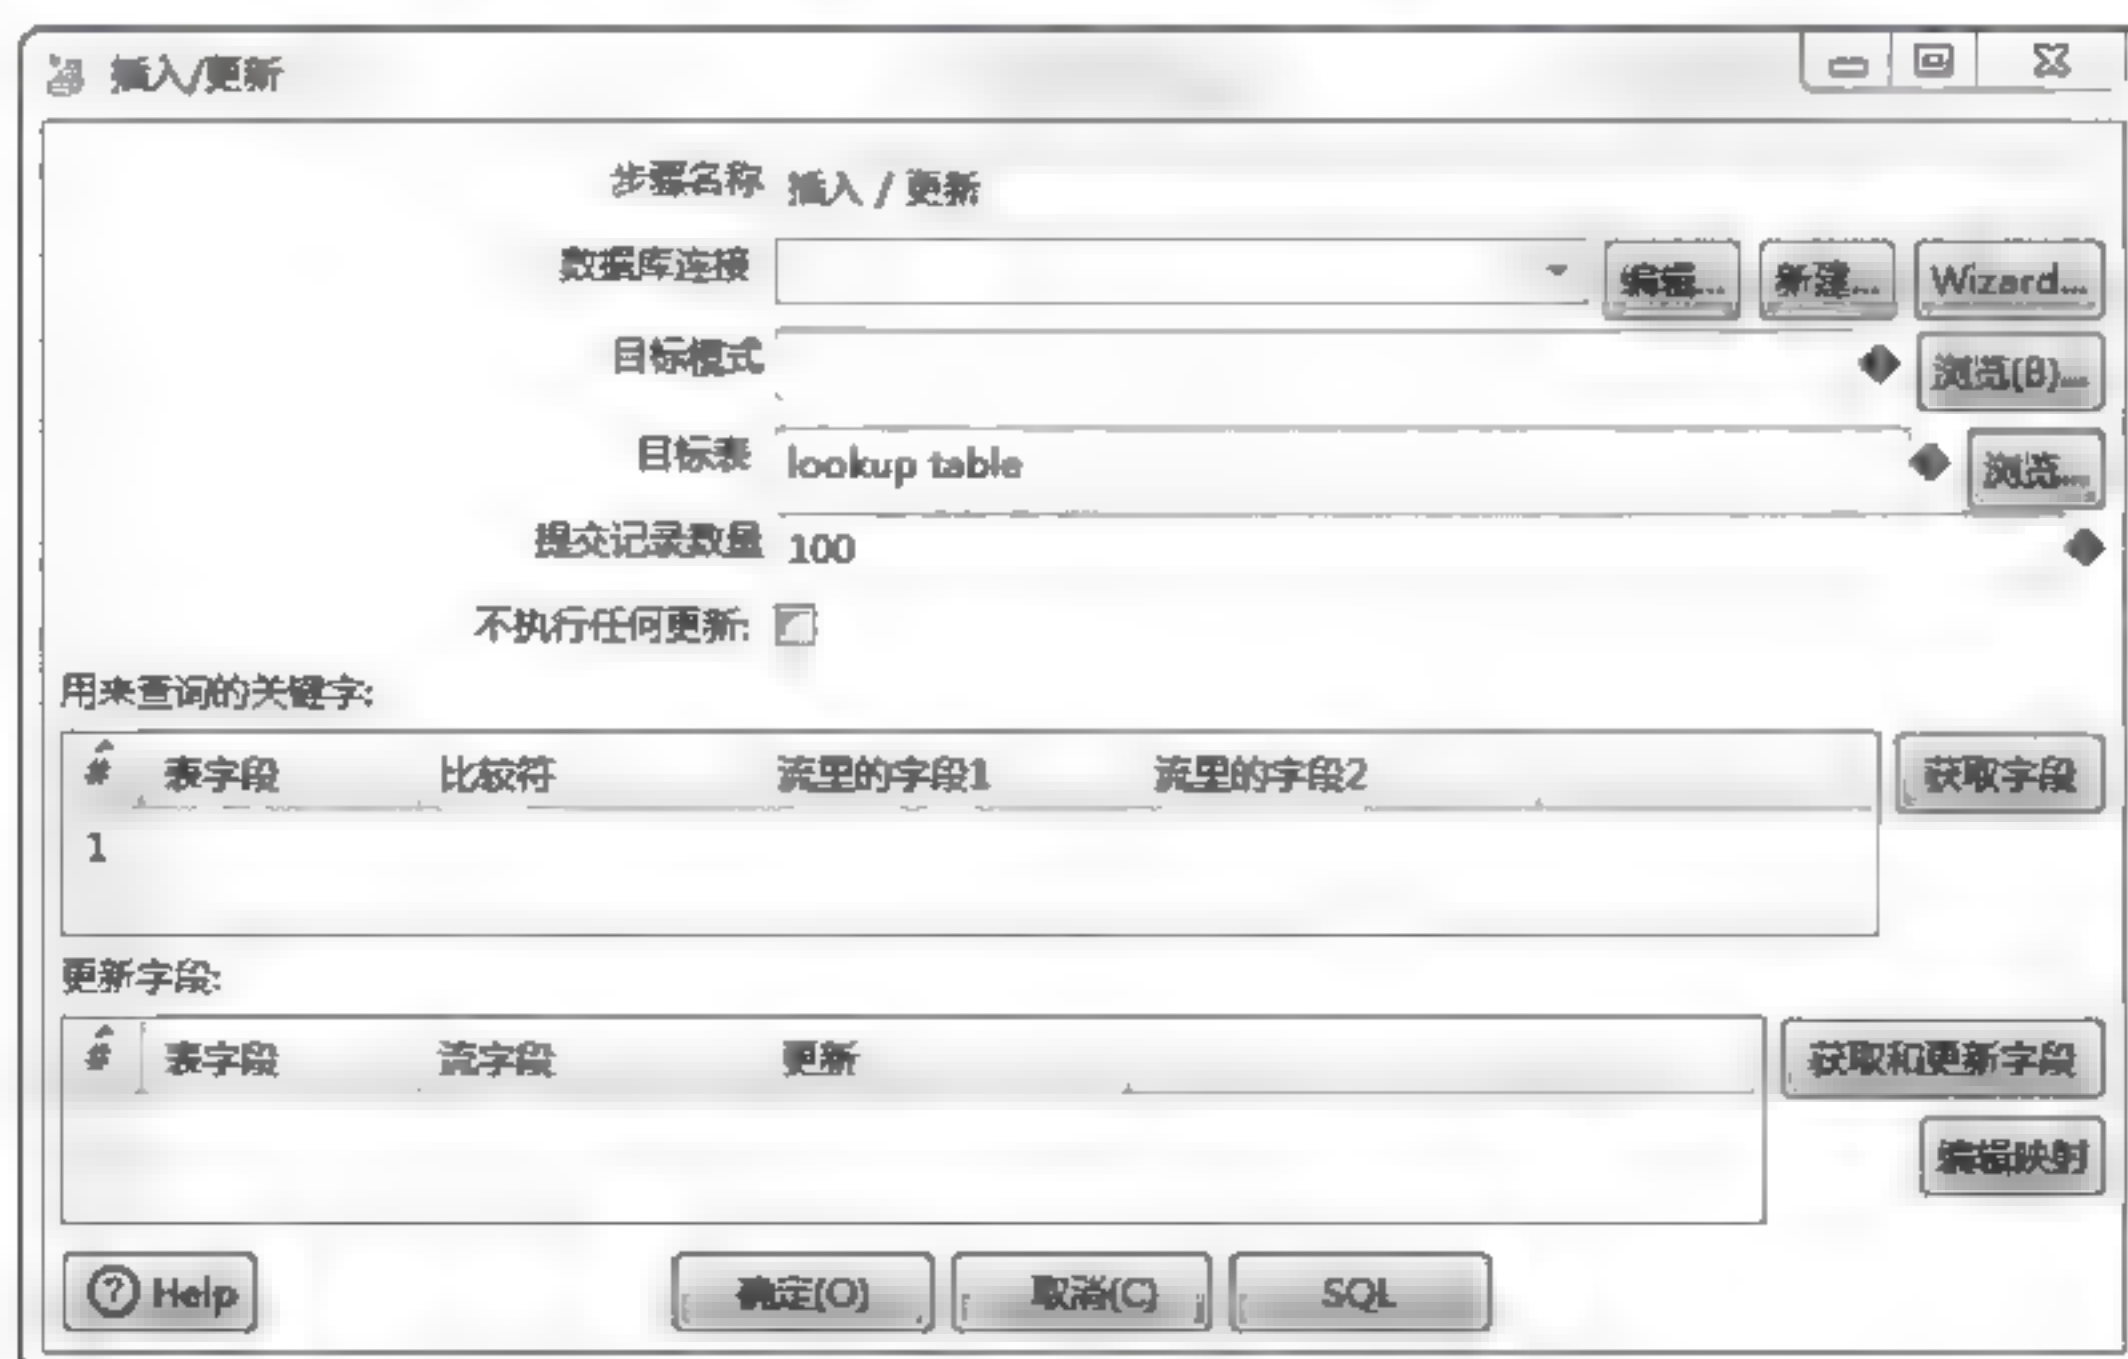 插入/更新
步骤名称 插入 / 更新
数据库连接 编辑... 新建... Wizard...
目标模式 浏览(B)...
目标表 lookup table 浏览...
提交记录数量 100
不执行任何更新:
用来查询的关键字:
# 表字段 比较符 流里的字段1 流里的字段2 获取字段
1
更新字段:
# 表字段 流字段 更新 获取和更新字段
编辑映射
Help 确定(O) 取消(C) SQL